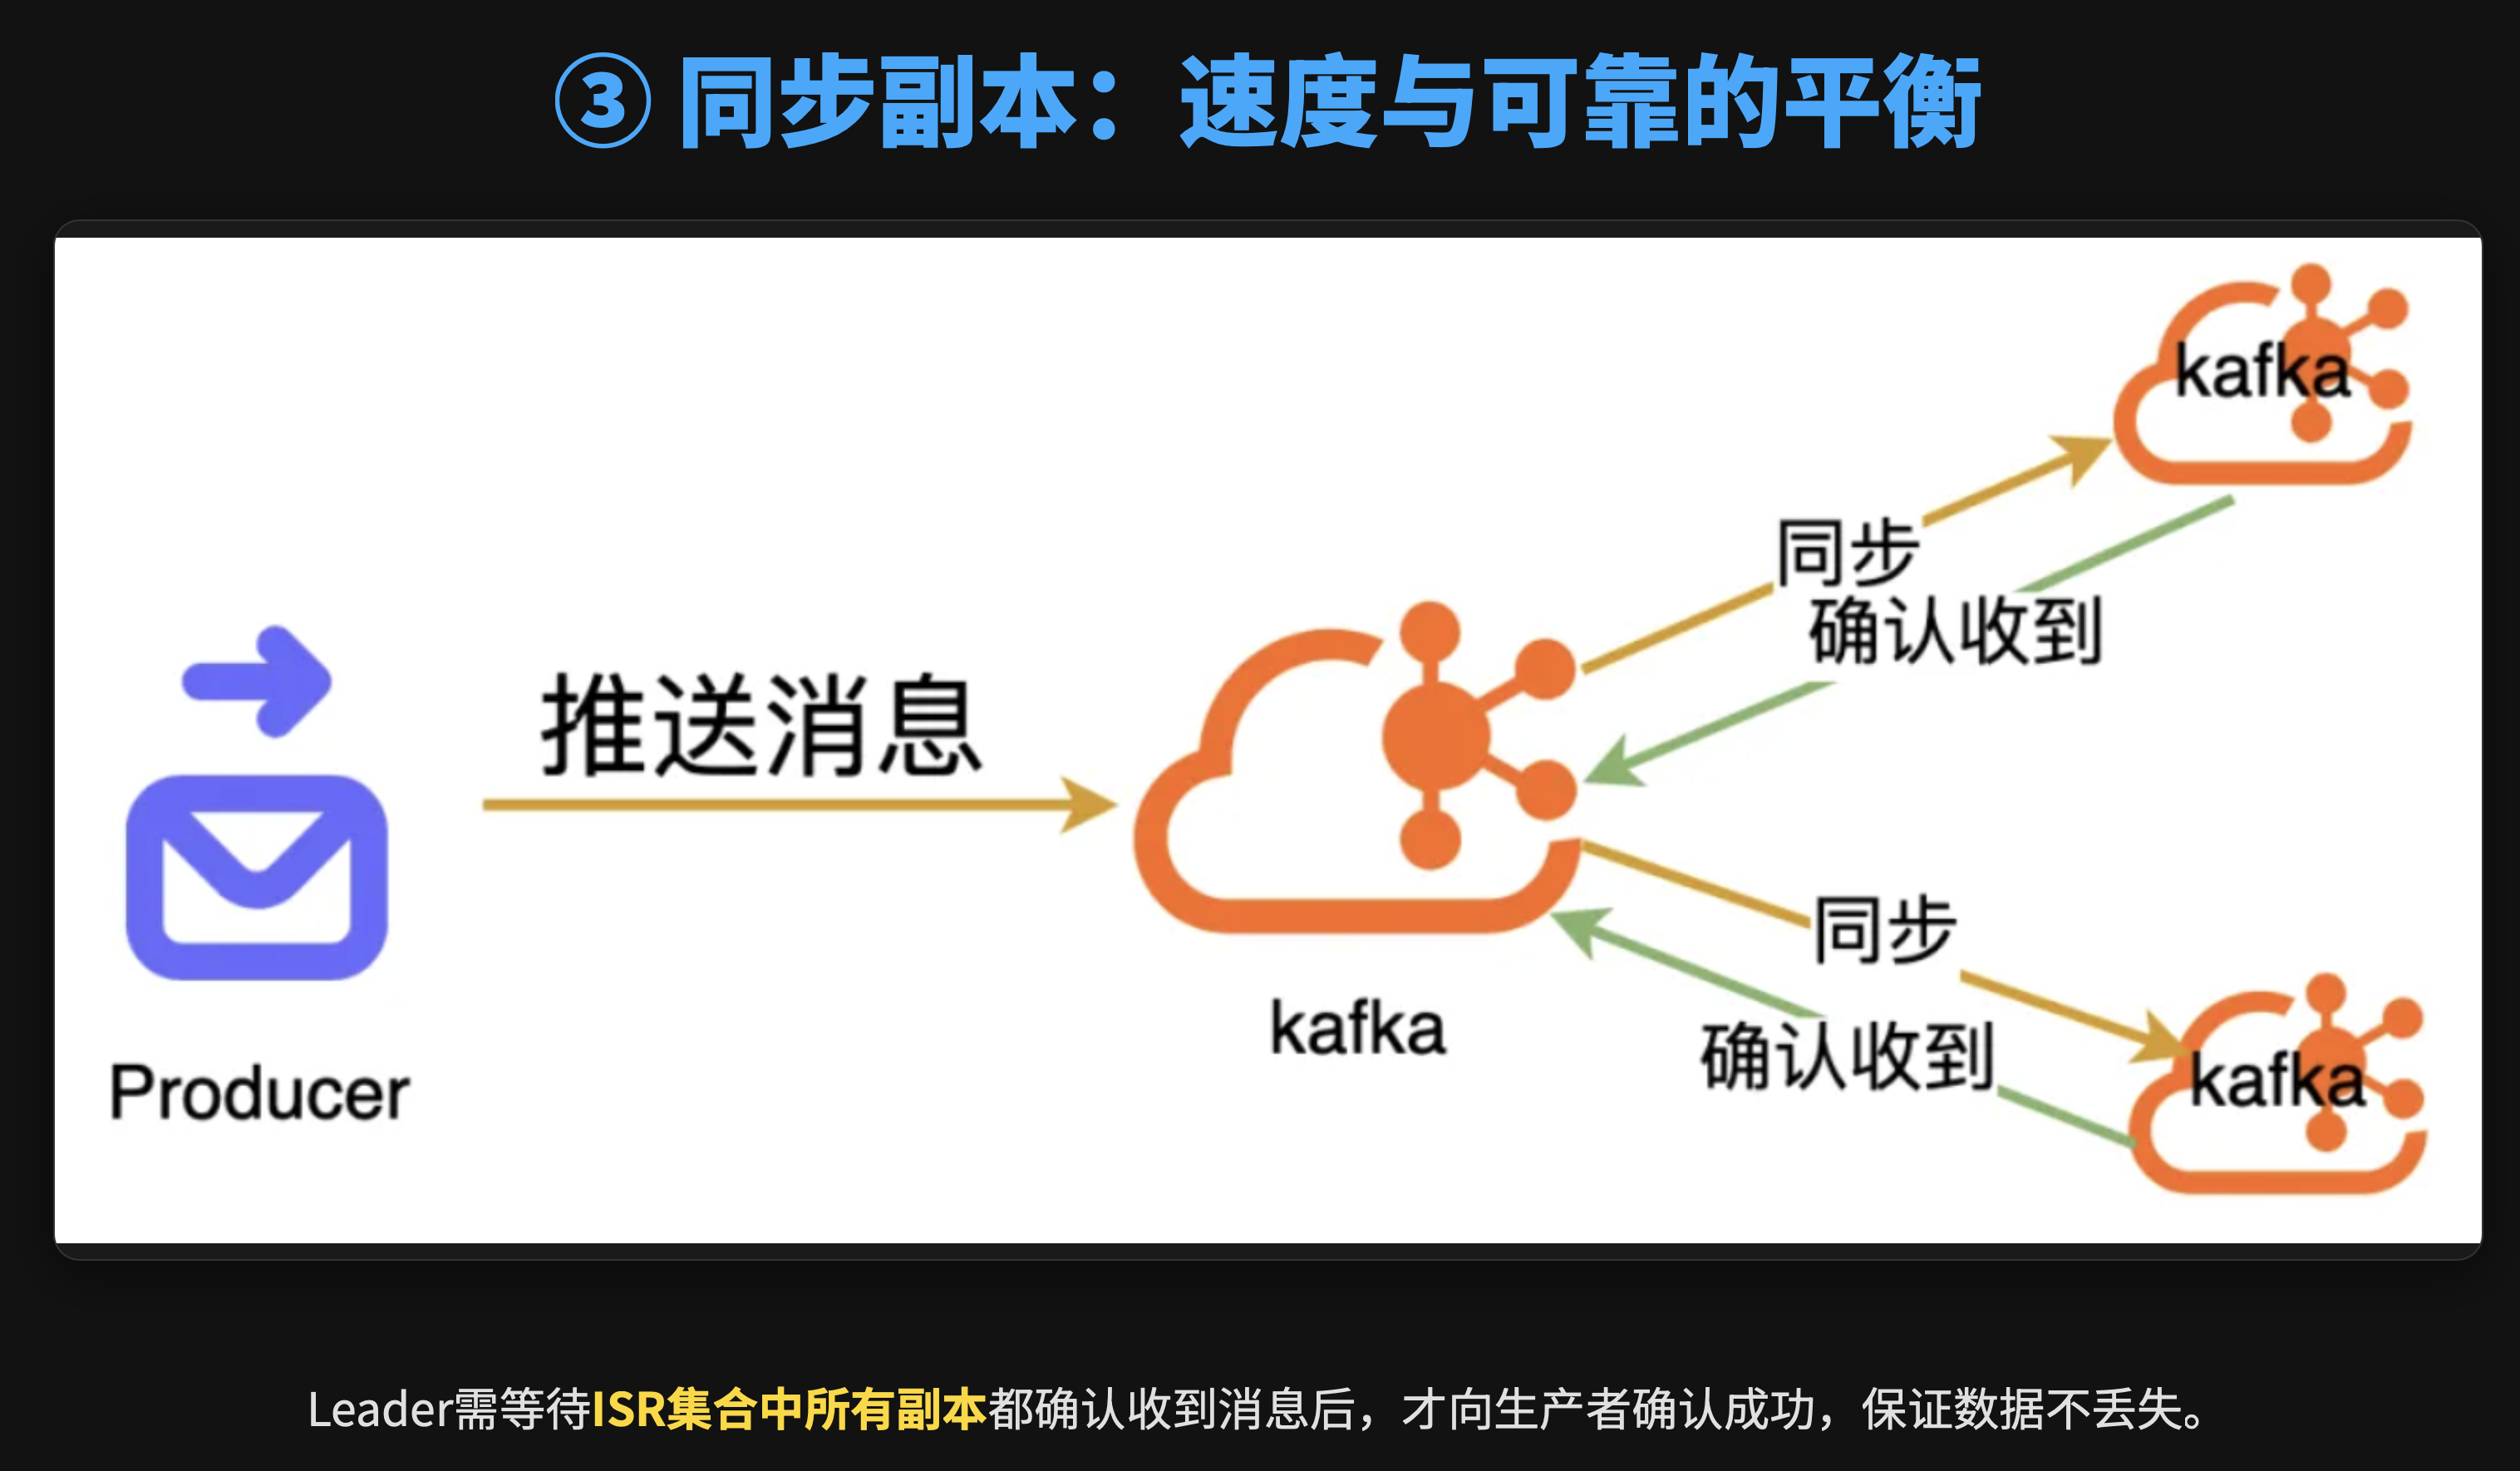 ③ 同步副本：速度与可靠的平衡
kafka
同步
确认收到
推送消息
同步
kafka
确认收到
kafka
Producer
Leader需等待ISR集合中所有副本都确认收到消息后，才向生产者确认成功，保证数据不丢失。